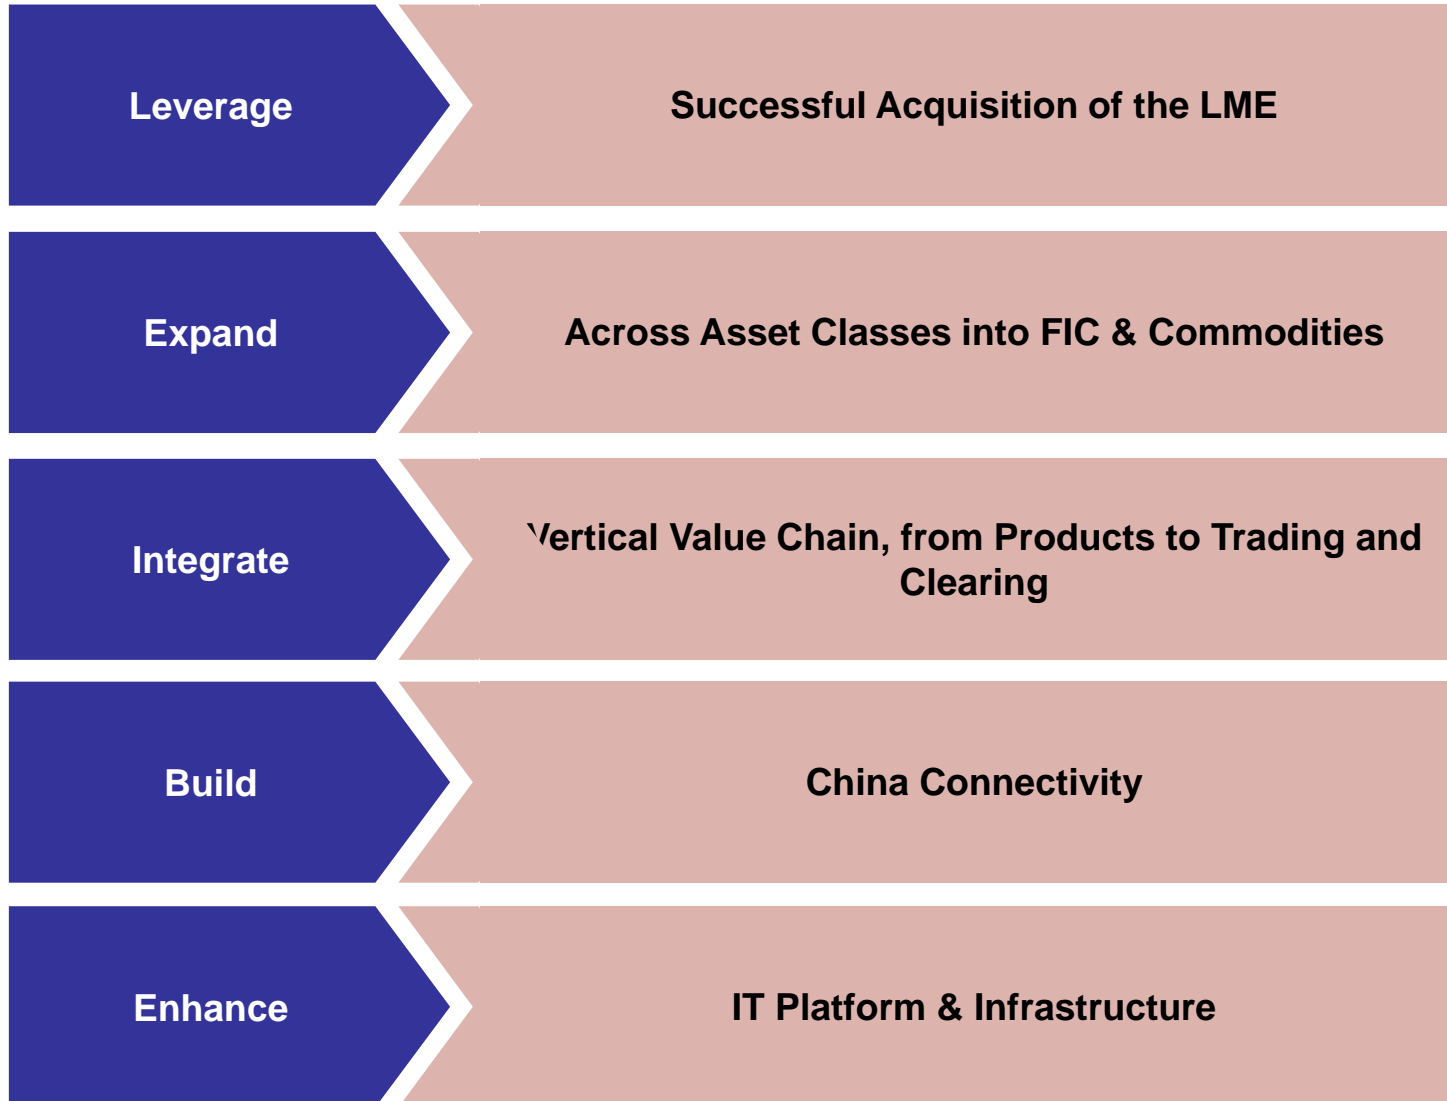 Leverage
Successful Acquisition of the LME
Expand
Across Asset Classes into FIC & Commodities
Integrate
Vertical Value Chain, from Products to Trading and
Clearing
Build
China Connectivity
Enhance
IT Platform & Infrastructure